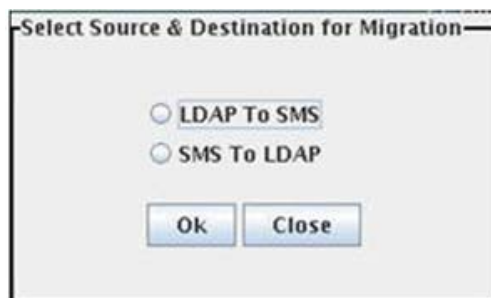 Select Source & Destination for Migration
LDAP To SMS
SMS To LDAP
Ok Close